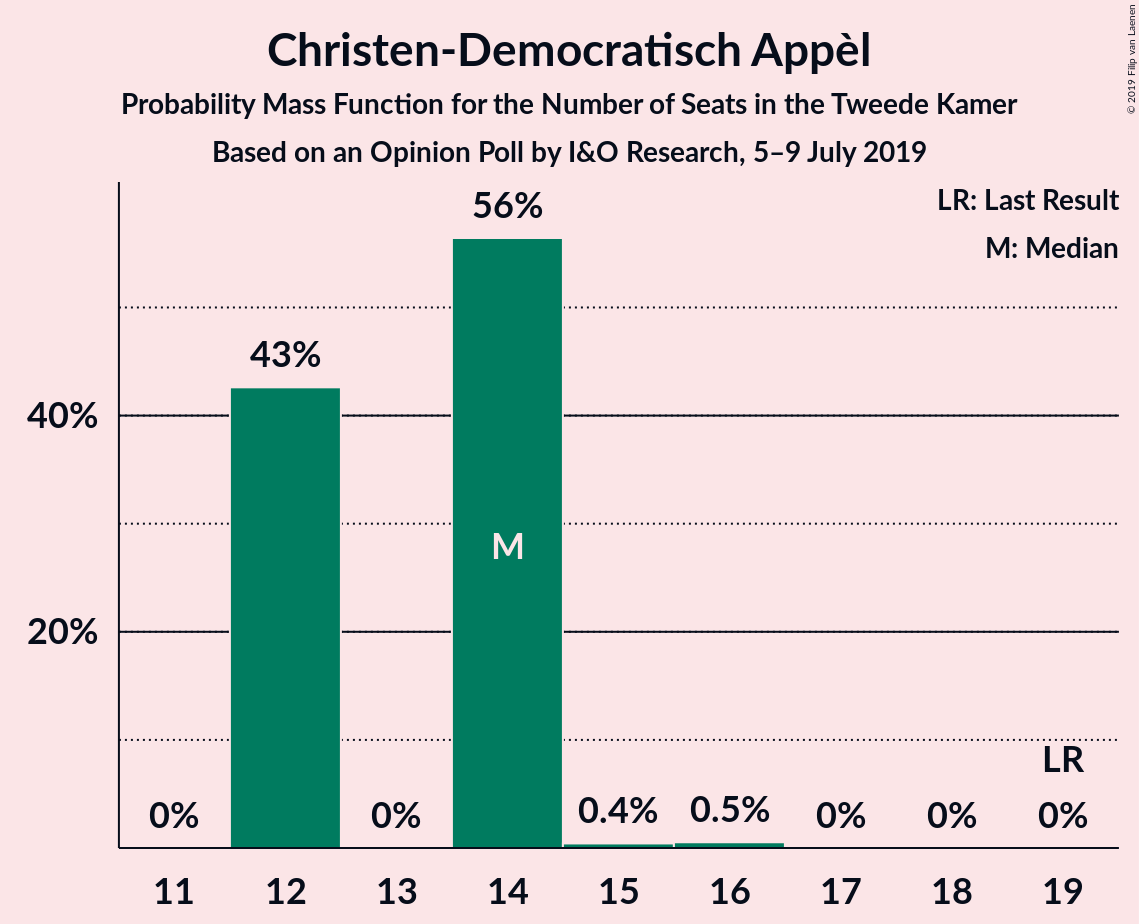 Christen-Democratisch Appèl
Probability Mass Function for the Number of Seats in the Tweede Kamer
Based on an Opinion Poll by I&O Research, 5–9 July 2019
© 2019 Filip van Laenen
LR: Last Result
M: Median
56%
43%
40%
M
20%
LR
0%
0%
0.4%
0.5%
0%
0%
0%
11
12
13
14
15
16
17
18
19